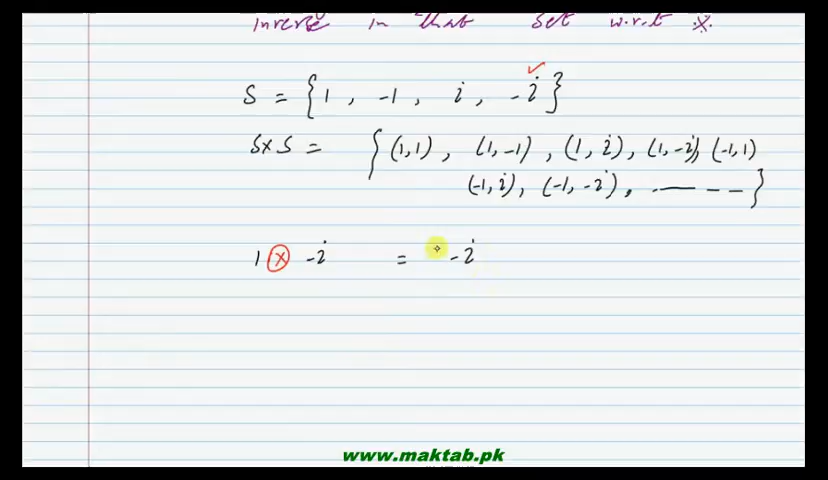 inverse in that set w.r.t *.
S = { 1 , -1 , i , -i }
S×S = { (1,1) , (1,-1) , (1,i) , (1,-i), (-1,1)
(-1,i), (-1,-i), ------ }
1 × -i = -i
www.maktab.pk